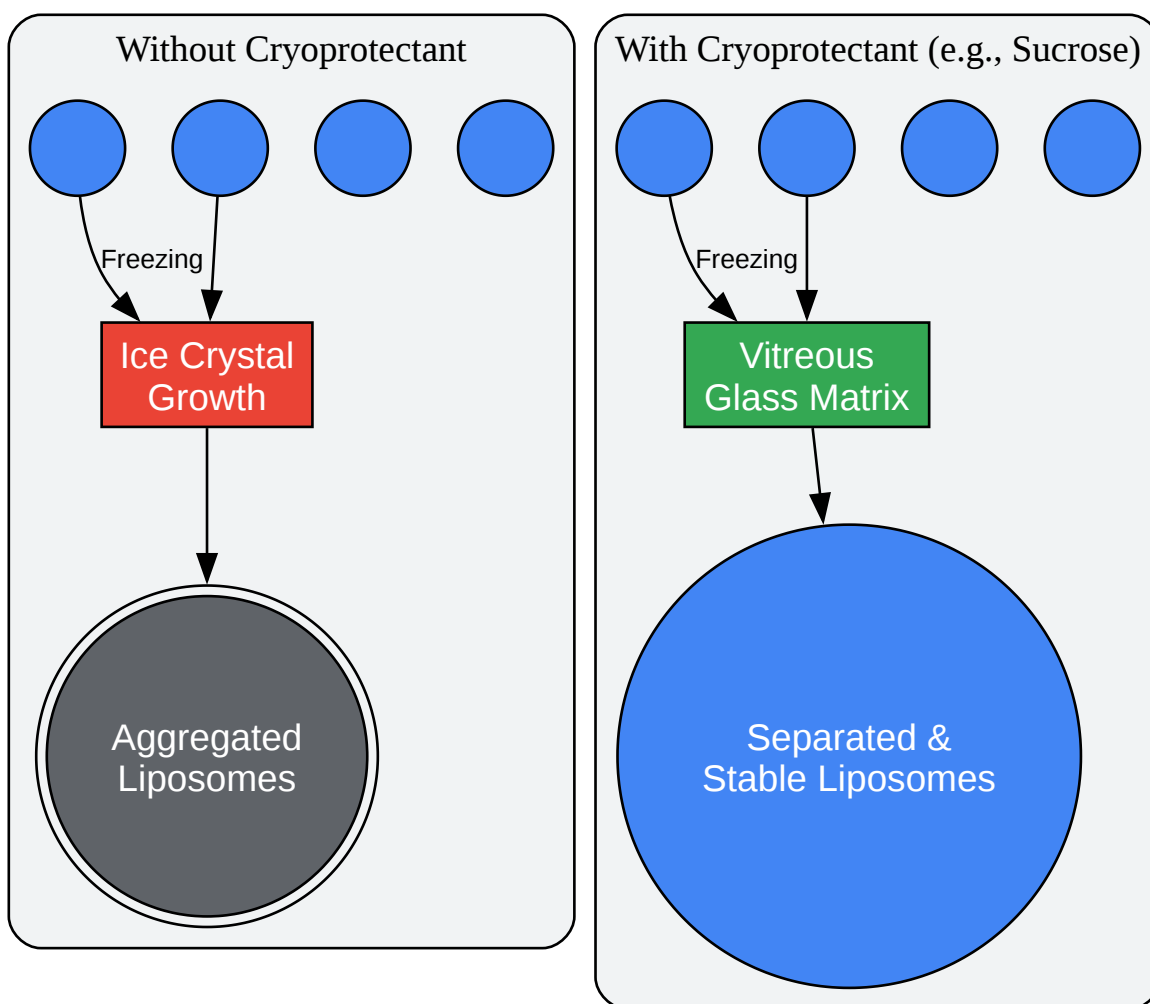 Without Cryoprotectant
Freezing
Ice Crystal
Growth
Aggregated
Liposomes
With Cryoprotectant (e.g., Sucrose)
Freezing
Vitreous
Glass Matrix
Separated &
Stable Liposomes